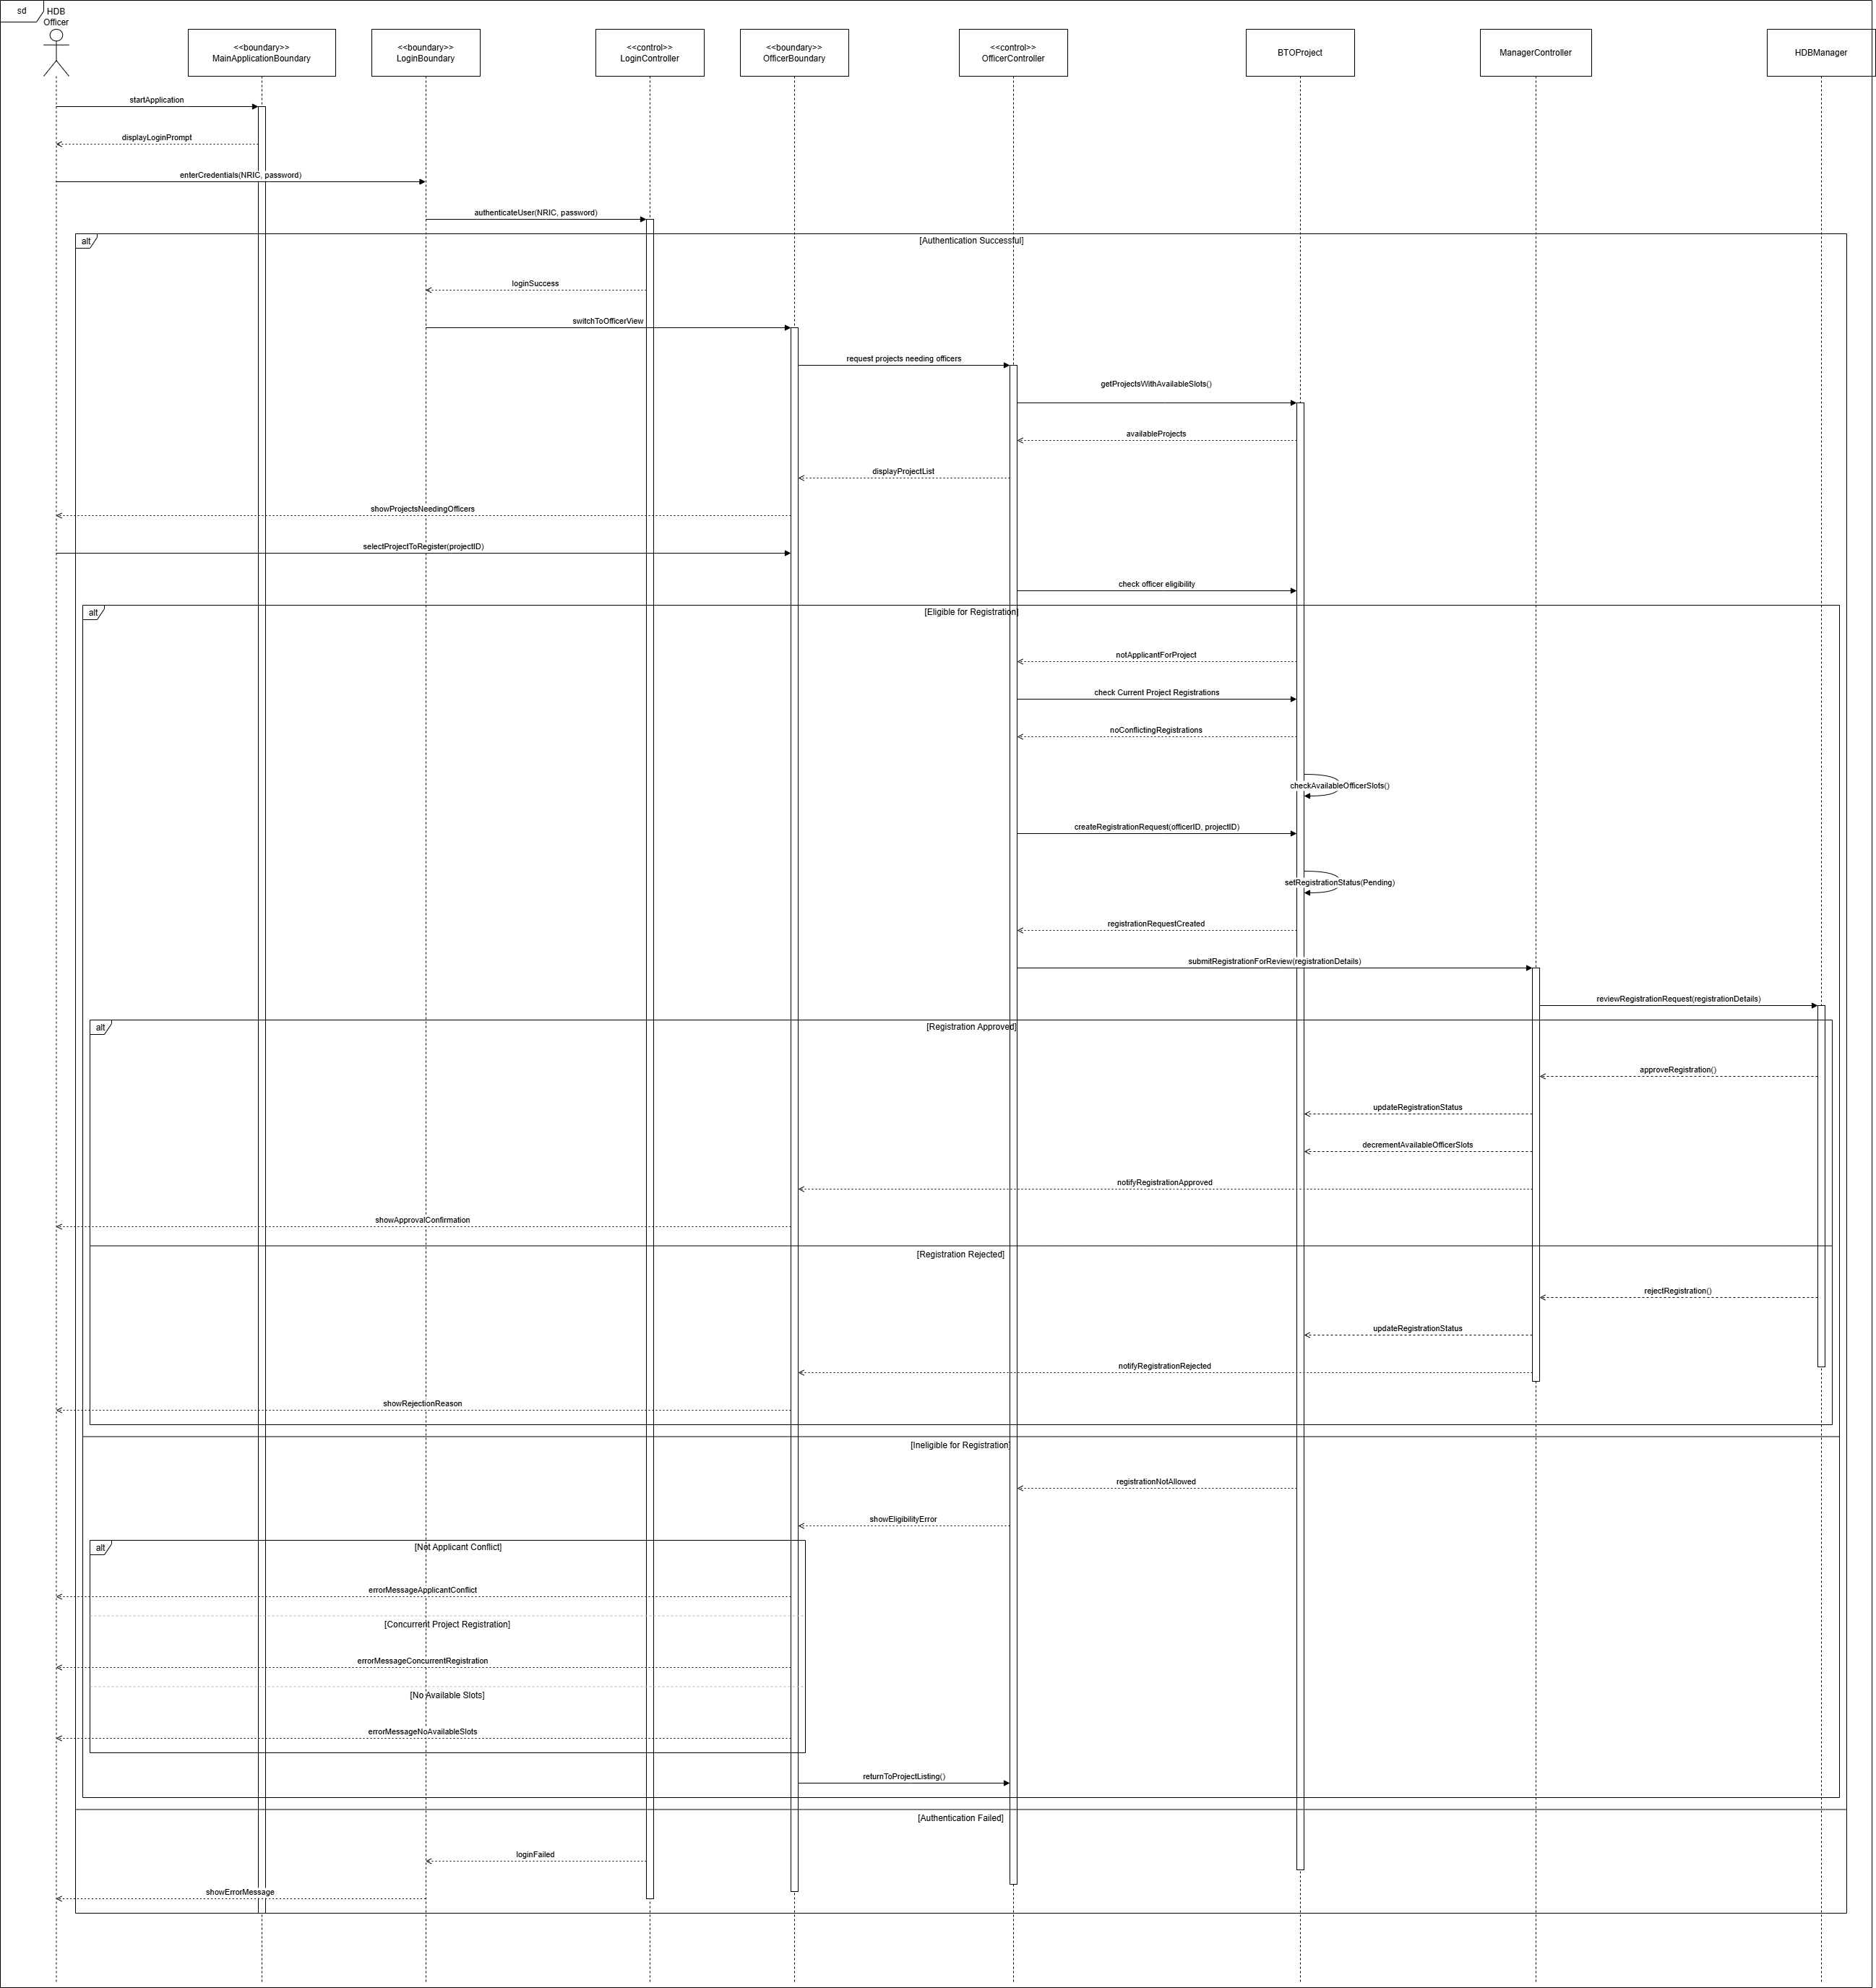 sd
HDB
Officer
<<boundary>>
MainApplicationBoundary
<<boundary>>
LoginBoundary
<<control>>
LoginController
<<boundary>>
OfficerBoundary
<<control>>
OfficerController
BTOProject
ManagerController
HDBManager
startApplication
displayLoginPrompt
enterCredentials(NRIC, password)
authenticateUser(NRIC, password)
alt
[Authentication Successful]
loginSuccess
switchToOfficerView
request projects needing officers
getProjectsWithAvailableSlots()
availableProjects
displayProjectList
showProjectsNeedingOfficers
selectProjectToRegister(projectID)
check officer eligibility
alt
[Eligible for Registration]
notApplicantForProject
check Current Project Registrations
noConflictingRegistrations
checkAvailableOfficerSlots()
createRegistrationRequest(officerID, projectID)
setRegistrationStatus(Pending)
registrationRequestCreated
submitRegistrationForReview(registrationDetails)
reviewRegistrationRequest(registrationDetails)
alt
[Registration Approved]
approveRegistration()
updateRegistrationStatus
decrementAvailableOfficerSlots
notifyRegistrationApproved
showApprovalConfirmation
[Registration Rejected]
rejectRegistration()
updateRegistrationStatus
notifyRegistrationRejected
showRejectionReason
[Ineligible for Registration]
registrationNotAllowed
showEligibilityError
alt
[Not Applicant Conflict]
errorMessageApplicantConflict
[Concurrent Project Registration]
errorMessageConcurrentRegistration
[No Available Slots]
errorMessageNoAvailableSlots
returnToProjectListing()
[Authentication Failed]
loginFailed
showErrorMessage